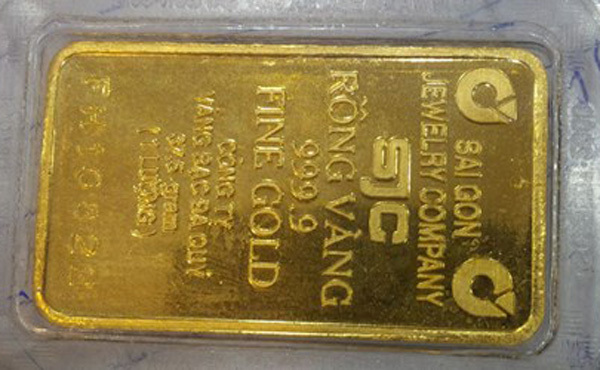 SAI GON
JEWELRY COMPANY
SJC
RỒNG VÀNG
999.9
FINE GOLD
CÔNG TY
VÀNG BẠC ĐÁ QUÝ
37,5 gram
(1 LƯỢNG)